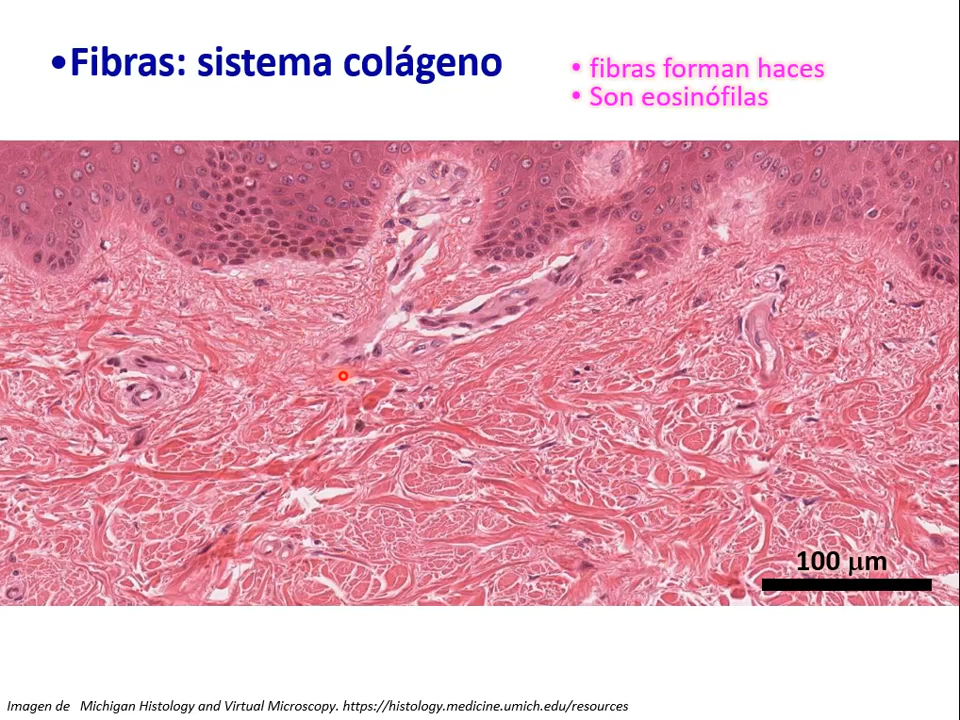 •Fibras: sistema colágeno
• fibras forman haces
• Son eosinófilas
100 μm
Imagen de Michigan Histology and Virtual Microscopy. https://histology.medicine.umich.edu/resources